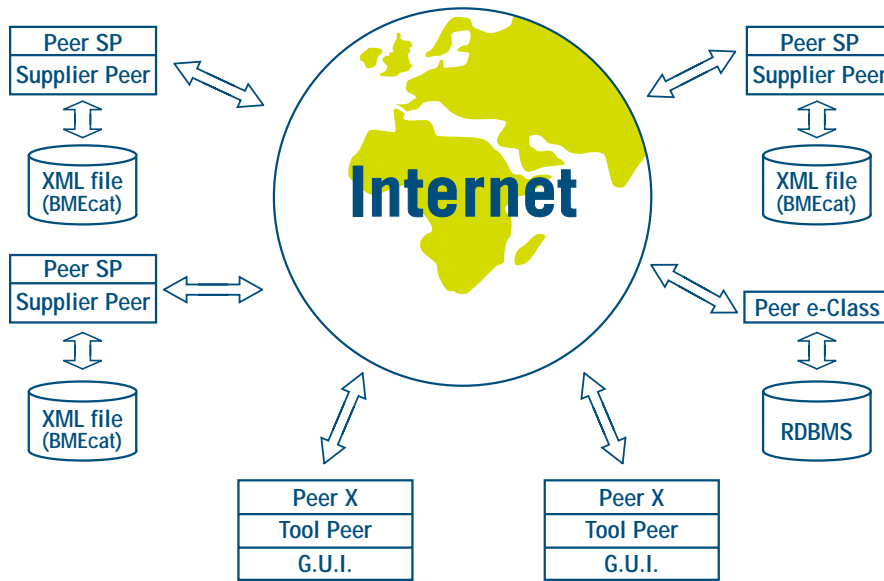 Peer SP
Supplier Peer
XML file
(BMEcat)
Peer SP
Supplier Peer
XML file
(BMEcat)
Internet
Peer SP
Supplier Peer
XML file
(BMEcat)
Peer e-Class
RDBMS
Peer X
Tool Peer
G.U.I.
Peer X
Tool Peer
G.U.I.